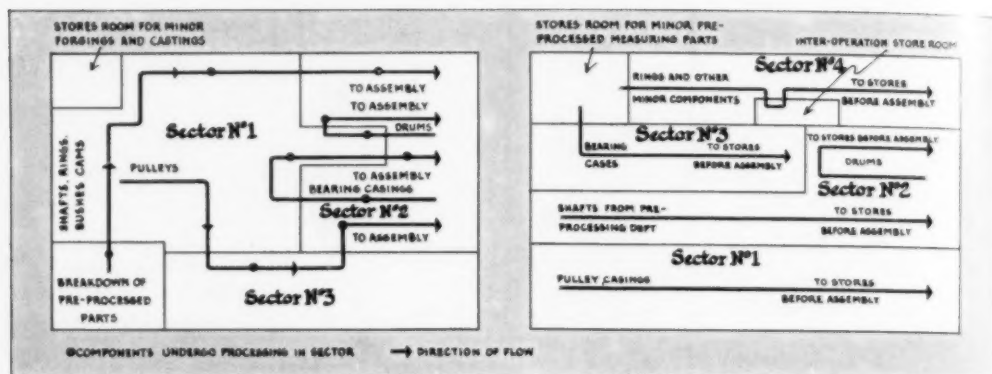 STORES ROOM FOR MINOR
FORGINGS AND CASTINGS
TO ASSEMBLY
TO ASSEMBLY
DRUMS
Sector Nº1
SHAFTS, RINGS,
BUSHES CAMS
PULLEYS
TO ASSEMBLY
BEARING CASINGS
Sector Nº2
TO ASSEMBLY
BREAKDOWN OF
PRE-PROCESSED
PARTS
Sector Nº3
COMPONENTS UNDERGO PROCESSING IN SECTOR
DIRECTION OF FLOW
STORES ROOM FOR MINOR PRE-
PROCESSED MEASURING PARTS
INTER-OPERATION STORE ROOM
Sector Nº4
RINGS AND OTHER
MINOR COMPONENTS
TO STORES
BEFORE ASSEMBLY
Sector Nº3
BEARING
CASES
TO STORES
BEFORE ASSEMBLY
TO STORES BEFORE ASSEMBLY
DRUMS
Sector Nº2
SHAFTS FROM PRE-
PROCESSING DEPT
TO STORES
BEFORE ASSEMBLY
Sector Nº1
PULLEY CASINGS
TO STORES
BEFORE ASSEMBLY